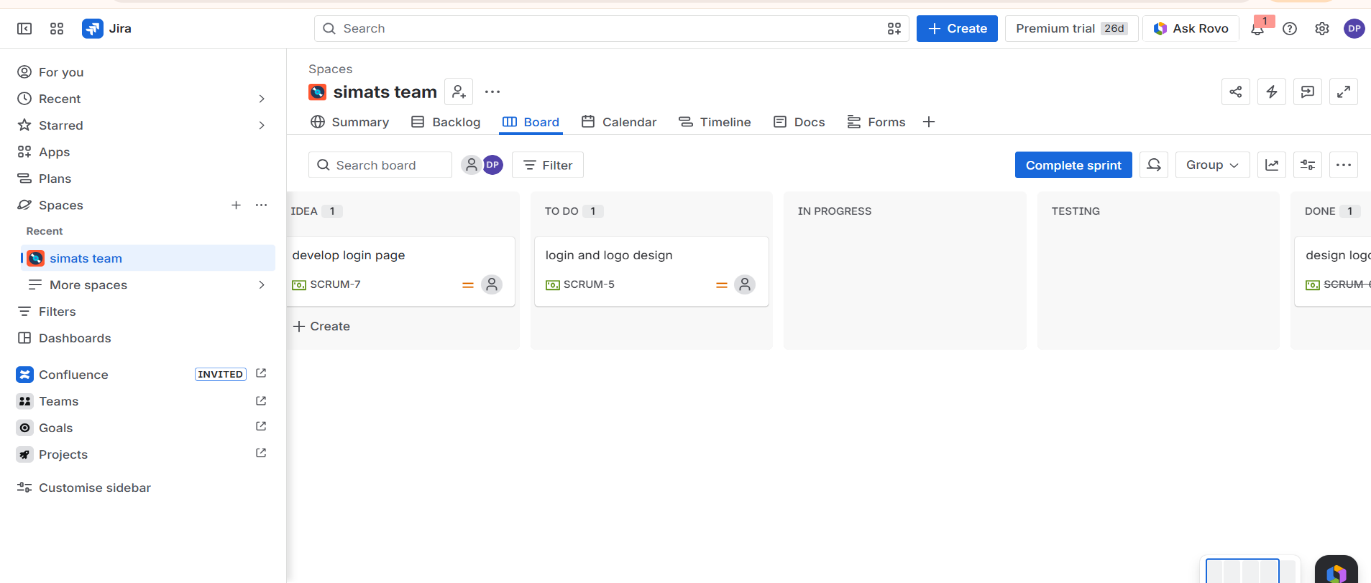 Jira
Search
Create
Premium trial 26d
Ask Rovo
1
DP
For you
Recent
Starred
Apps
Plans
Spaces
Recent
simats team
More spaces
Filters
Dashboards
Confluence INVITED
Teams
Goals
Projects
Customise sidebar
Spaces
simats team
Summary Backlog Board Calendar Timeline Docs Forms
Search board DP Filter Complete sprint Group
IDEA 1
develop login page
SCRUM-7
Create
TO DO 1
login and logo design
SCRUM-5
IN PROGRESS
TESTING
DONE 1
design logo